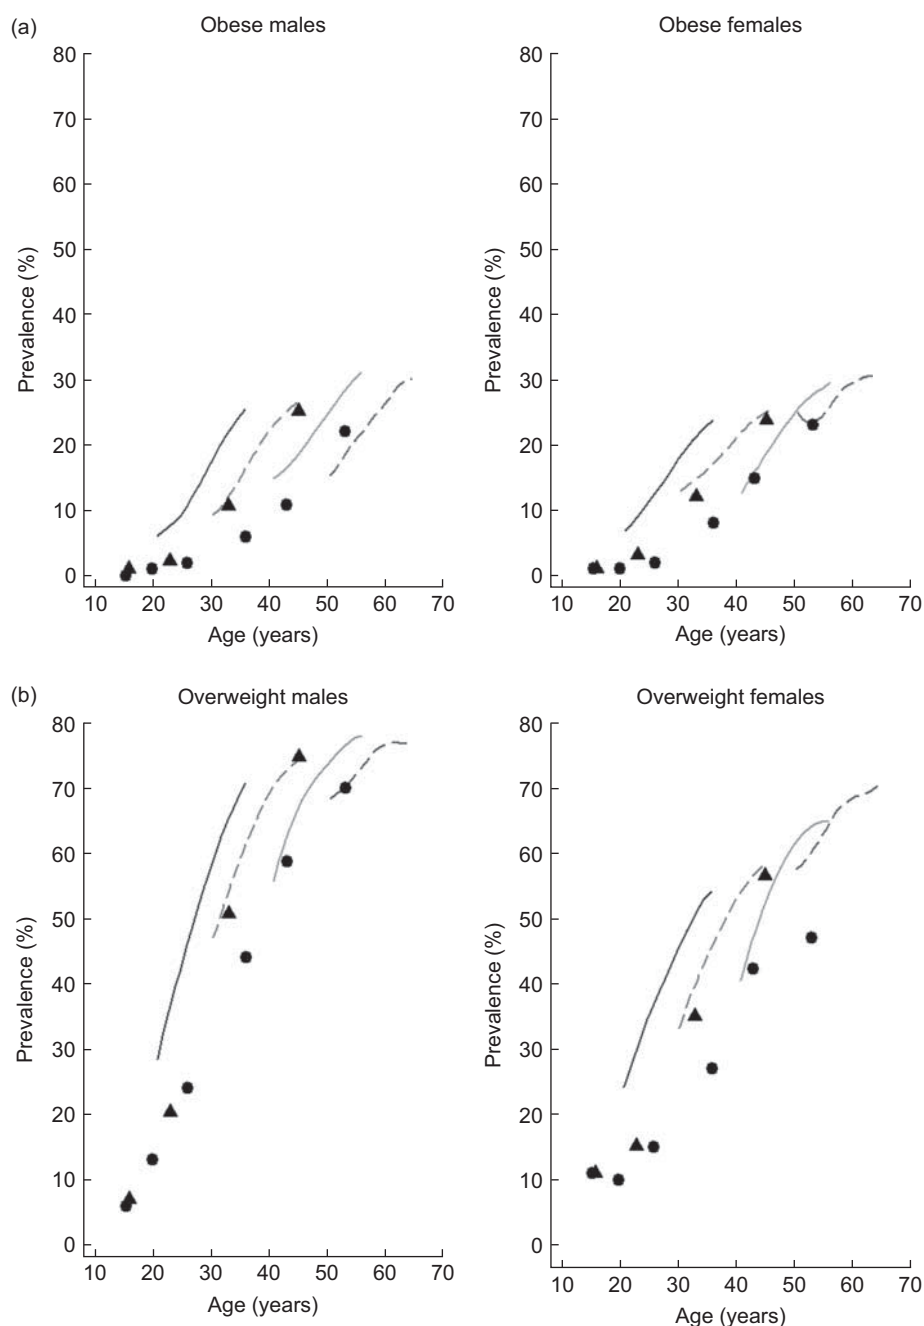 (a)
Obese males
Obese females
80
70
60
50
40
30
20
10
0
Prevalence (%)
10 20 30 40 50 60 70
Age (years)
80
70
60
50
40
30
20
10
0
Prevalence (%)
10 20 30 40 50 60 70
Age (years)
(b)
Overweight males
Overweight females
80
70
60
50
40
30
20
10
0
Prevalence (%)
10 20 30 40 50 60 70
Age (years)
80
70
60
50
40
30
20
10
0
Prevalence (%)
10 20 30 40 50 60 70
Age (years)